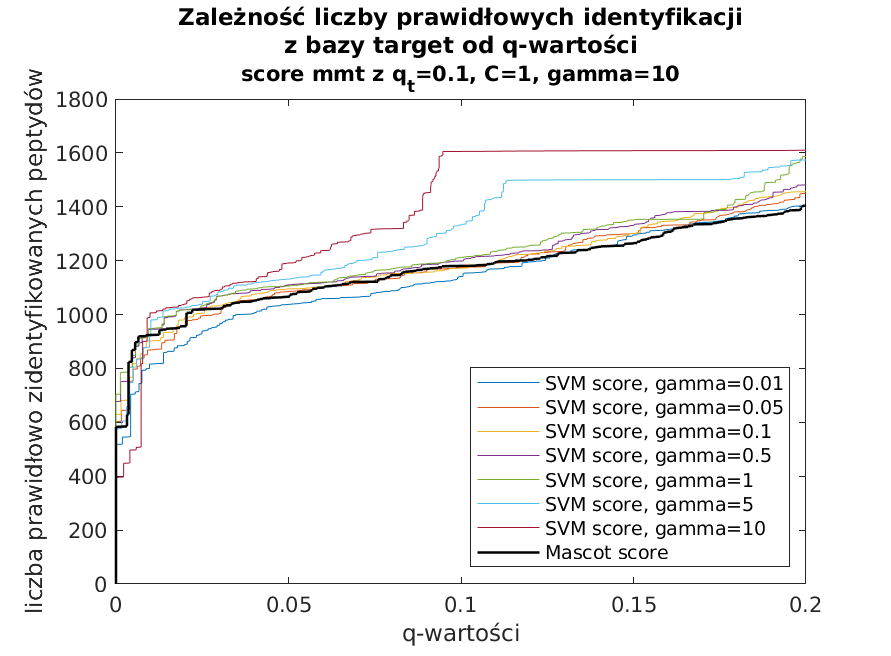 Zależność liczby prawidłowych identyfikacji
z bazy target od q-wartości
score mmt z qt=0.1, C=1, gamma=10
liczba prawidłowo zidentyfikowanych peptydów
1800
1600
1400
1200
1000
800
600
400
200
0
SVM score, gamma=0.01
SVM score, gamma=0.05
SVM score, gamma=0.1
SVM score, gamma=0.5
SVM score, gamma=1
SVM score, gamma=5
SVM score, gamma=10
Mascot score
0 0.05 0.1 0.15 0.2
q-wartości